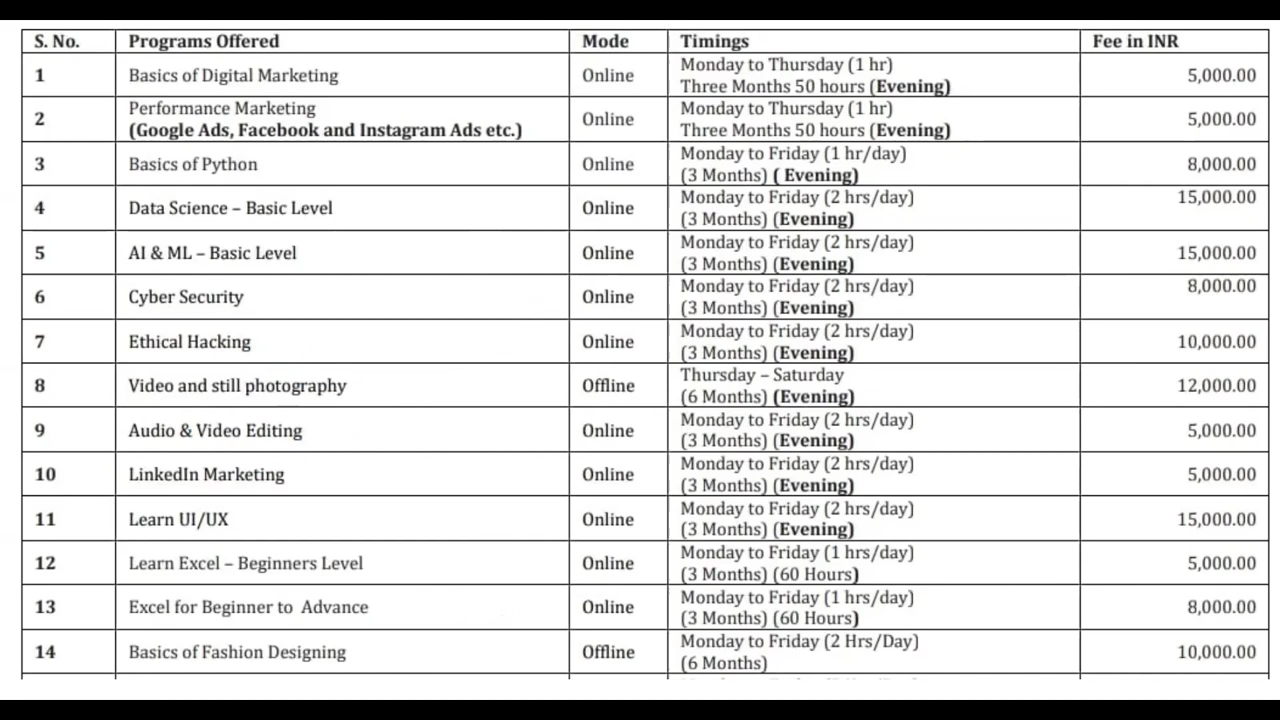 S. No. Programs Offered Mode Timings Fee in INR
1 Basics of Digital Marketing Online Monday to Thursday (1 hr) 5,000.00
Three Months 50 hours (Evening)
2 Performance Marketing Online Monday to Thursday (1 hr) 5,000.00
(Google Ads, Facebook and Instagram Ads etc.) Three Months 50 hours (Evening)
3 Basics of Python Online Monday to Friday (1 hr/day) 8,000.00
(3 Months) ( Evening)
4 Data Science – Basic Level Online Monday to Friday (2 hrs/day) 15,000.00
(3 Months) (Evening)
5 AI & ML – Basic Level Online Monday to Friday (2 hrs/day) 15,000.00
(3 Months) (Evening)
6 Cyber Security Online Monday to Friday (2 hrs/day) 8,000.00
(3 Months) (Evening)
7 Ethical Hacking Online Monday to Friday (2 hrs/day) 10,000.00
(3 Months) (Evening)
8 Video and still photography Offline Thursday – Saturday 12,000.00
(6 Months) (Evening)
9 Audio & Video Editing Online Monday to Friday (2 hrs/day) 5,000.00
(3 Months) (Evening)
10 LinkedIn Marketing Online Monday to Friday (2 hrs/day) 5,000.00
(3 Months) (Evening)
11 Learn UI/UX Online Monday to Friday (2 hrs/day) 15,000.00
(3 Months) (Evening)
12 Learn Excel – Beginners Level Online Monday to Friday (1 hrs/day) 5,000.00
(3 Months) (60 Hours)
13 Excel for Beginner to Advance Online Monday to Friday (1 hrs/day) 8,000.00
(3 Months) (60 Hours)
14 Basics of Fashion Designing Offline Monday to Friday (2 Hrs/Day) 10,000.00
(6 Months)